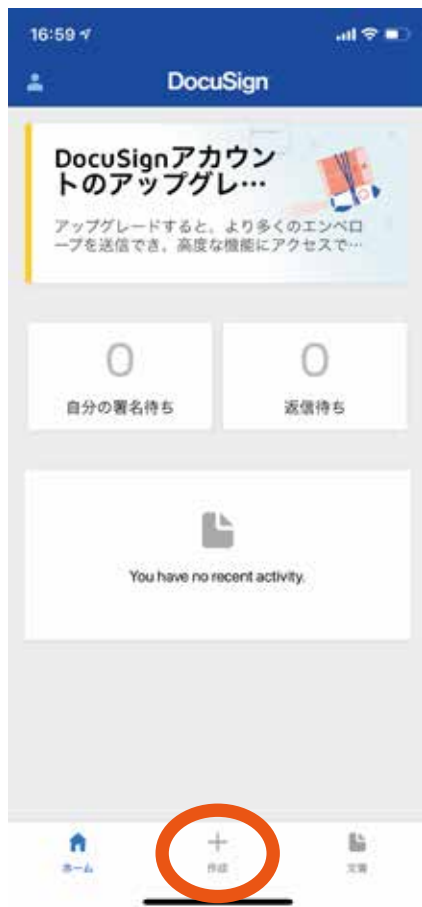 16:59
DocuSign
DocuSignアカウン
トのアップグレ…
アップグレードすると、より多くのエンベロ
ープを送信でき、高度な機能にアクセスで…
0
自分の署名待ち
0
返信待ち
You have no recent activity.
ホーム
作成
文書